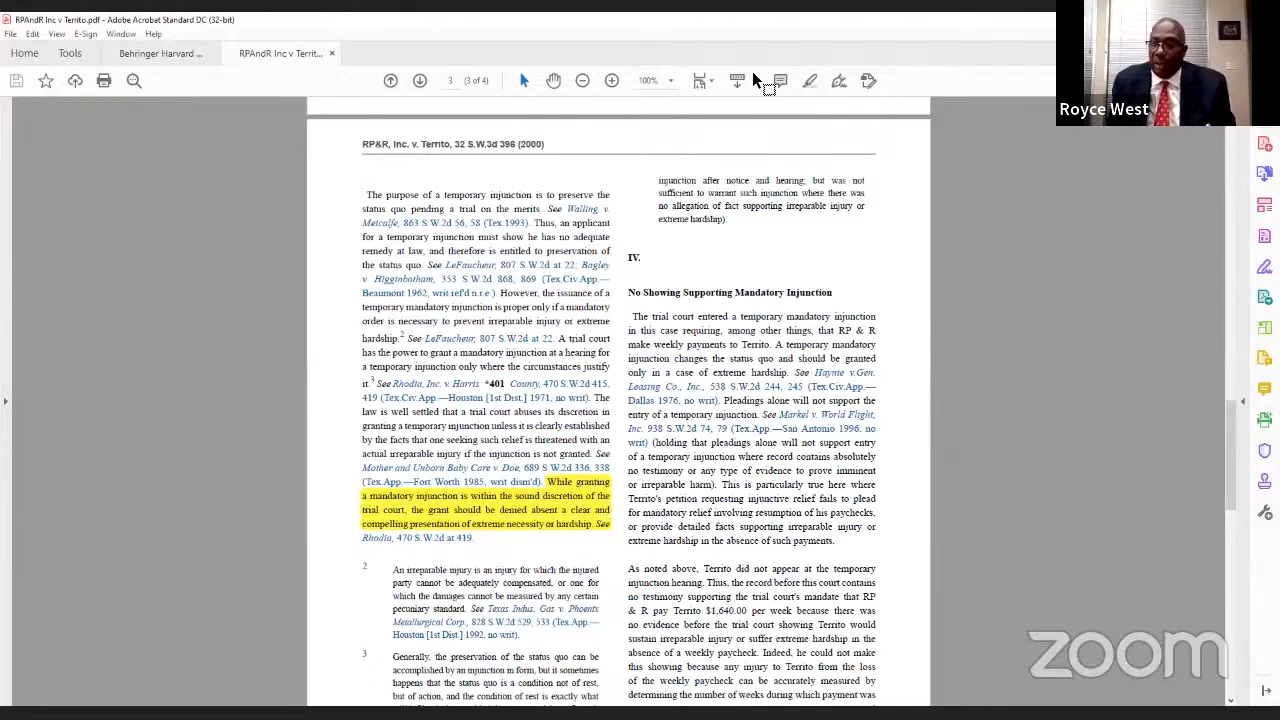 RPAndR Inc v Territo.pdf - Adobe Acrobat Standard DC (32-bit)
File Edit View E-Sign Window Help
Home Tools Behringer Harvard ... RPAndR Inc v Territ... ×
3 (3 of 4) 100%
Royce West
RP&R, Inc. v. Territo, 32 S.W.3d 396 (2000)
The purpose of a temporary injunction is to preserve the
status quo pending a trial on the merits. See Walling v.
Metcalfe, 863 S.W.2d 56, 58 (Tex.1993). Thus, an applicant
for a temporary injunction must show he has no adequate
remedy at law, and therefore is entitled to preservation of
the status quo. See LeFaucheur, 807 S.W.2d at 22; Bagley
v Higginbotham, 353 S.W.2d 868, 869 (Tex.Civ.App.—
Beaumont 1962, writ ref'd n.r.e.). However, the issuance of a
temporary mandatory injunction is proper only if a mandatory
order is necessary to prevent irreparable injury or extreme
hardship.2 See LeFaucheur, 807 S.W.2d at 22. A trial court
has the power to grant a mandatory injunction at a hearing for
a temporary injunction only where the circumstances justify
it.3 See Rhodia, Inc. v. Harris *401 County, 470 S.W.2d 415,
419 (Tex.Civ.App.—Houston [1st Dist.] 1971, no writ). The
law is well settled that a trial court abuses its discretion in
granting a temporary injunction unless it is clearly established
by the facts that one seeking such relief is threatened with an
actual irreparable injury if the injunction is not granted. See
Mother and Unborn Baby Care v. Doe, 689 S.W.2d 336, 338
(Tex.App.—Fort Worth 1985, writ dism'd). While granting
a mandatory injunction is within the sound discretion of the
trial court, the grant should be denied absent a clear and
compelling presentation of extreme necessity or hardship. See
Rhodia, 470 S.W.2d at 419.
2 An irreparable injury is an injury for which the injured
party cannot be adequately compensated, or one for
which the damages cannot be measured by any certain
pecuniary standard. See Texas Indus. Gas v. Phoenix
Metallurgical Corp., 828 S.W.2d 529, 533 (Tex.App.—
Houston [1st Dist.] 1992, no writ).
3 Generally, the preservation of the status quo can be
accomplished by an injunction in form, but it sometimes
happens that the status quo is a condition not of rest,
but of action, and the condition of rest is exactly what
injunction after notice and hearing; but was not
sufficient to warrant such injunction where there was
no allegation of fact supporting irreparable injury or
extreme hardship).
IV.
No Showing Supporting Mandatory Injunction
The trial court entered a temporary mandatory injunction
in this case requiring, among other things, that RP & R
make weekly payments to Territo. A temporary mandatory
injunction changes the status quo and should be granted
only in a case of extreme hardship. See Haynie v.Gen.
Leasing Co., Inc., 538 S.W.2d 244, 245 (Tex.Civ.App.—
Dallas 1976, no writ). Pleadings alone will not support the
entry of a temporary injunction. See Markel v. World Flight,
Inc. 938 S.W.2d 74, 79 (Tex.App.—San Antonio 1996, no
writ) (holding that pleadings alone will not support entry
of a temporary injunction where record contains absolutely
no testimony or any type of evidence to prove imminent
or irreparable harm). This is particularly true here where
Territo's petition requesting injunctive relief fails to plead
for mandatory relief involving resumption of his paychecks,
or provide detailed facts supporting irreparable injury or
extreme hardship in the absence of such payments.
As noted above, Territo did not appear at the temporary
injunction hearing. Thus, the record before this court contains
no testimony supporting the trial court's mandate that RP
& R pay Territo $1,640.00 per week because there was
no evidence before the trial court showing Territo would
sustain irreparable injury or suffer extreme hardship in the
absence of a weekly paycheck. Indeed, he could not make
this showing because any injury to Territo from the loss
of the weekly paycheck can be accurately measured by
determining the number of weeks during which payment was
zoom